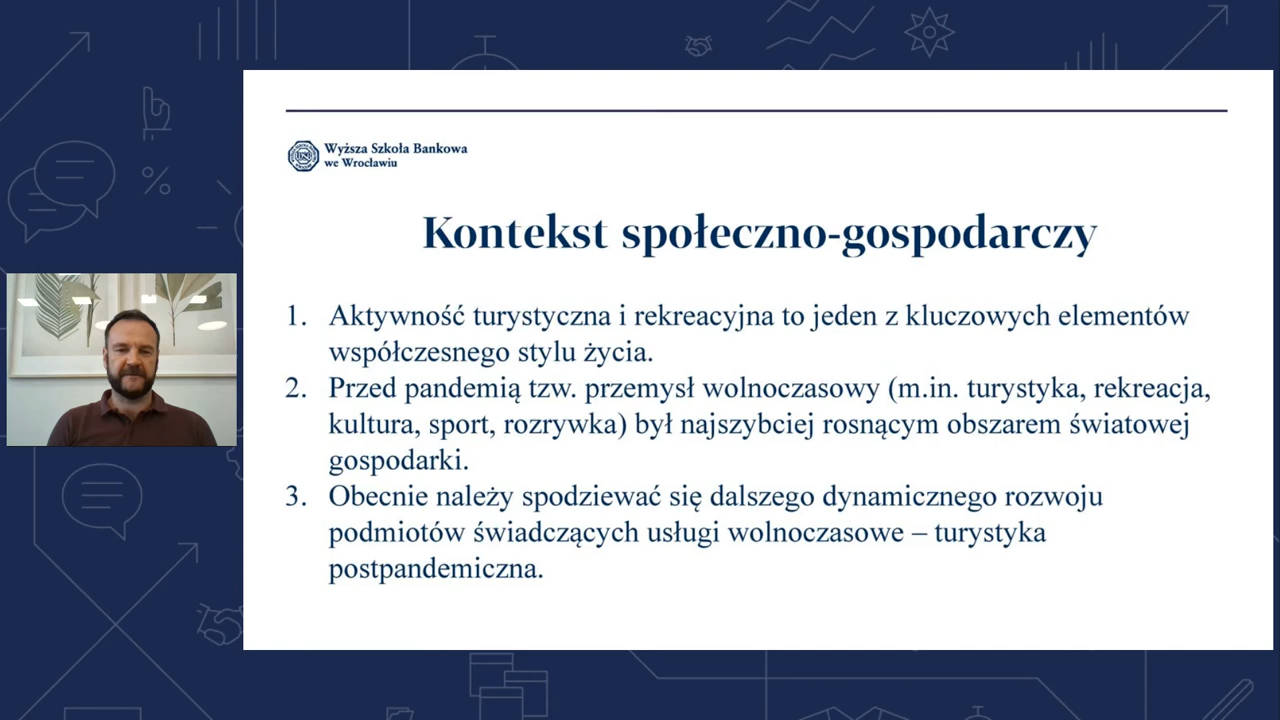 Wyższa Szkoła Bankowa
we Wrocławiu
Kontekst społeczno-gospodarczy
1. Aktywność turystyczna i rekreacyjna to jeden z kluczowych elementów
współczesnego stylu życia.
2. Przed pandemią tzw. przemysł wolnoczasowy (m.in. turystyka, rekreacja,
kultura, sport, rozrywka) był najszybciej rosnącym obszarem światowej
gospodarki.
3. Obecnie należy spodziewać się dalszego dynamicznego rozwoju
podmiotów świadczących usługi wolnoczasowe – turystyka
postpandemiczna.